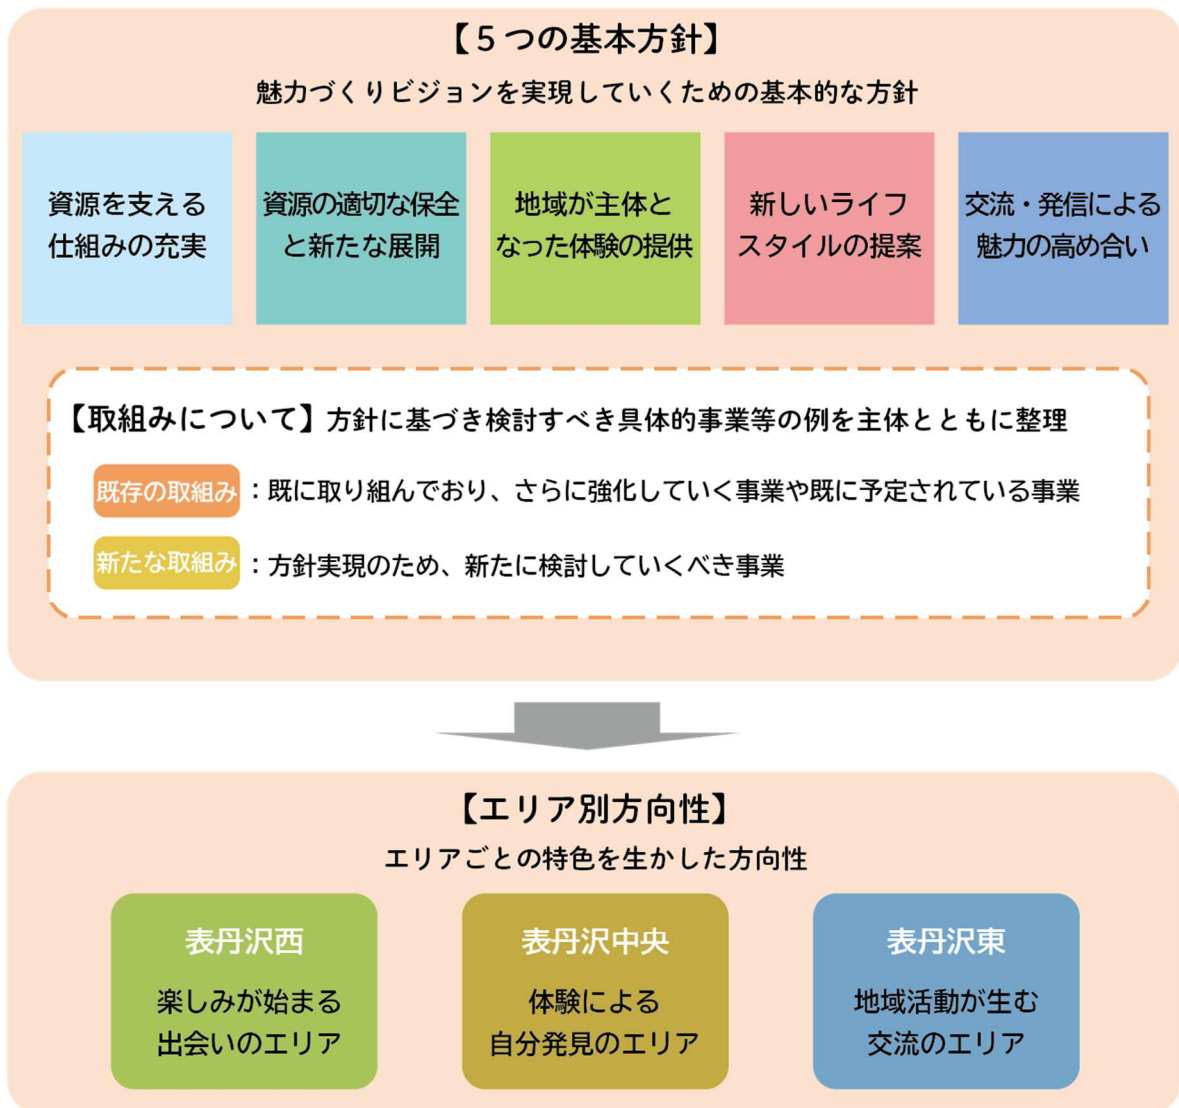 【5つの基本方針】
魅力づくりビジョンを実現していくための基本的な方針
資源を支える
仕組みの充実
資源の適切な保全
と新たな展開
地域が主体と
なった体験の提供
新しいライフ
スタイルの提案
交流・発信による
魅力の高め合い
【取組みについて】方針に基づき検討すべき具体的事業等の例を主体とともに整理
既存の取組み：既に取り組んでおり、さらに強化していく事業や既に予定されている事業
新たな取組み：方針実現のため、新たに検討していくべき事業
【エリア別方向性】
エリアごとの特色を生かした方向性
表丹沢西
楽しみが始まる
出会いのエリア
表丹沢中央
体験による
自分発見のエリア
表丹沢東
地域活動が生む
交流のエリア